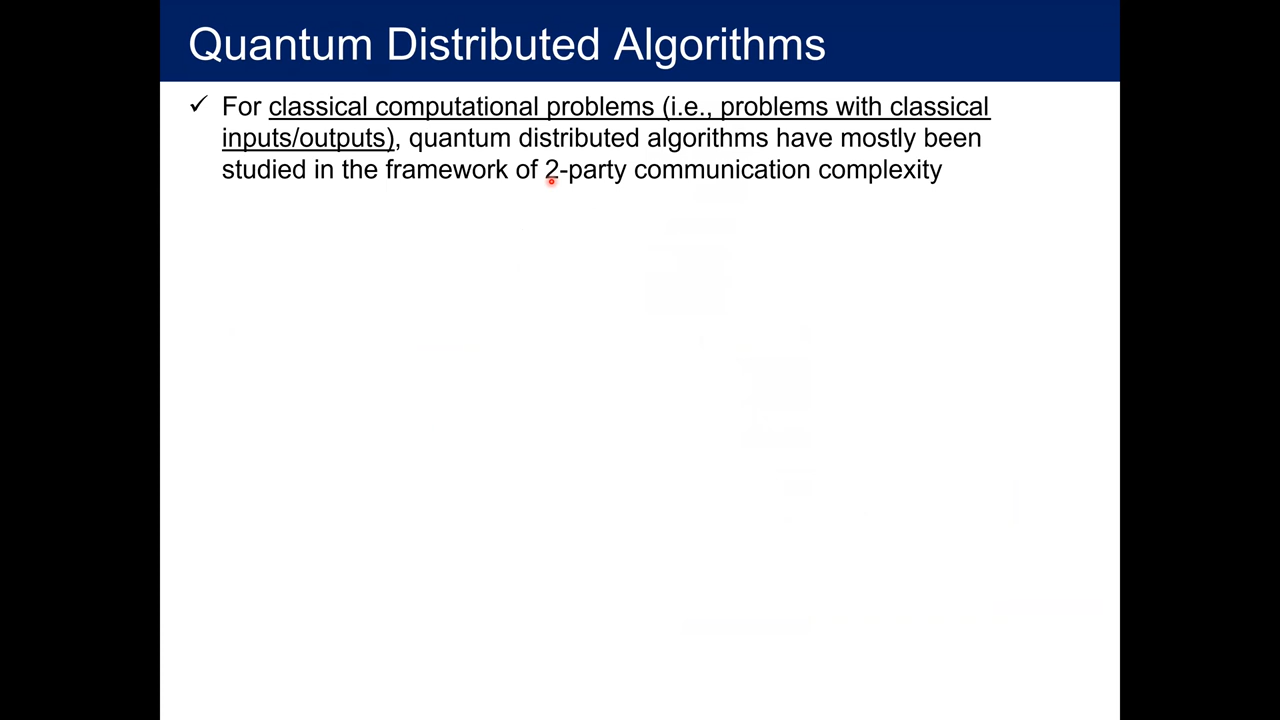 Quantum Distributed Algorithms
✓ For classical computational problems (i.e., problems with classical
inputs/outputs), quantum distributed algorithms have mostly been
studied in the framework of 2-party communication complexity